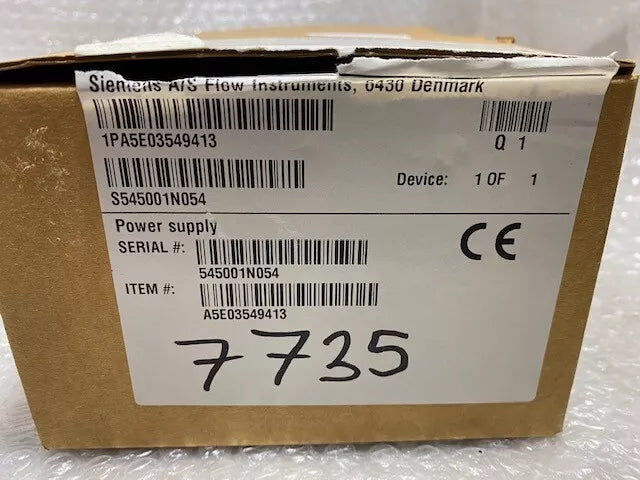 Siemens A/S Flow Instruments, 6430 Denmark
1PA5E03549413
Q 1
S545001N054
Device: 1 OF 1
Power supply
CE
SERIAL #:
545001N054
ITEM #:
A5E03549413
7735